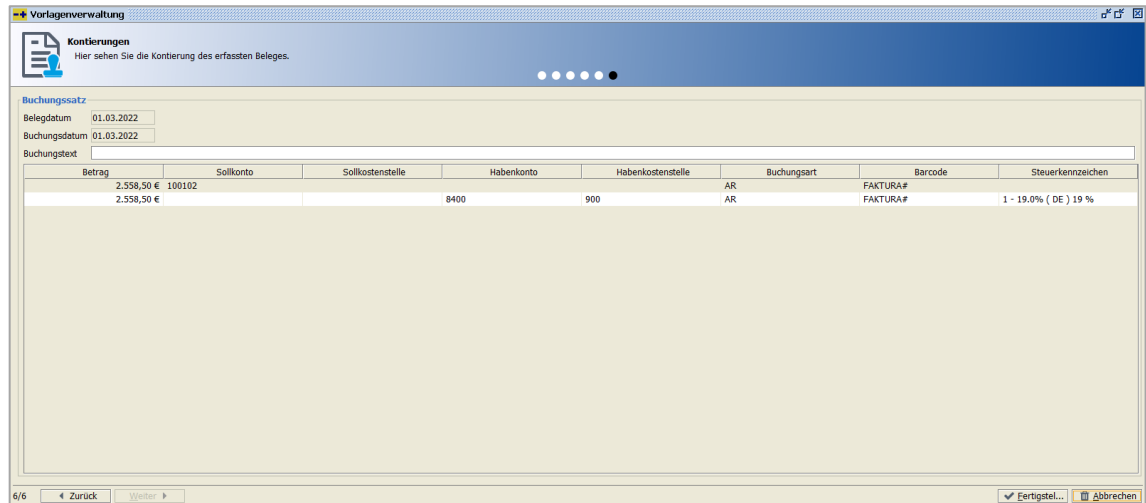 Vorlagenverwaltung
Kontierungen
Hier sehen Sie die Kontierung des erfassten Beleges.
Buchungssatz
Belegdatum 01.03.2022
Buchungsdatum 01.03.2022
Buchungstext
Betrag Sollkonto Sollkostenstelle Habenkonto Habenkostenstelle Buchungsart Barcode Steuerkennzeichen
2.558,50 € 100102 AR FAKTURA#
2.558,50 € 8400 900 AR FAKTURA# 1 - 19.0% ( DE ) 19 %
6/6 Zurück Weiter Fertigstel... Abbrechen